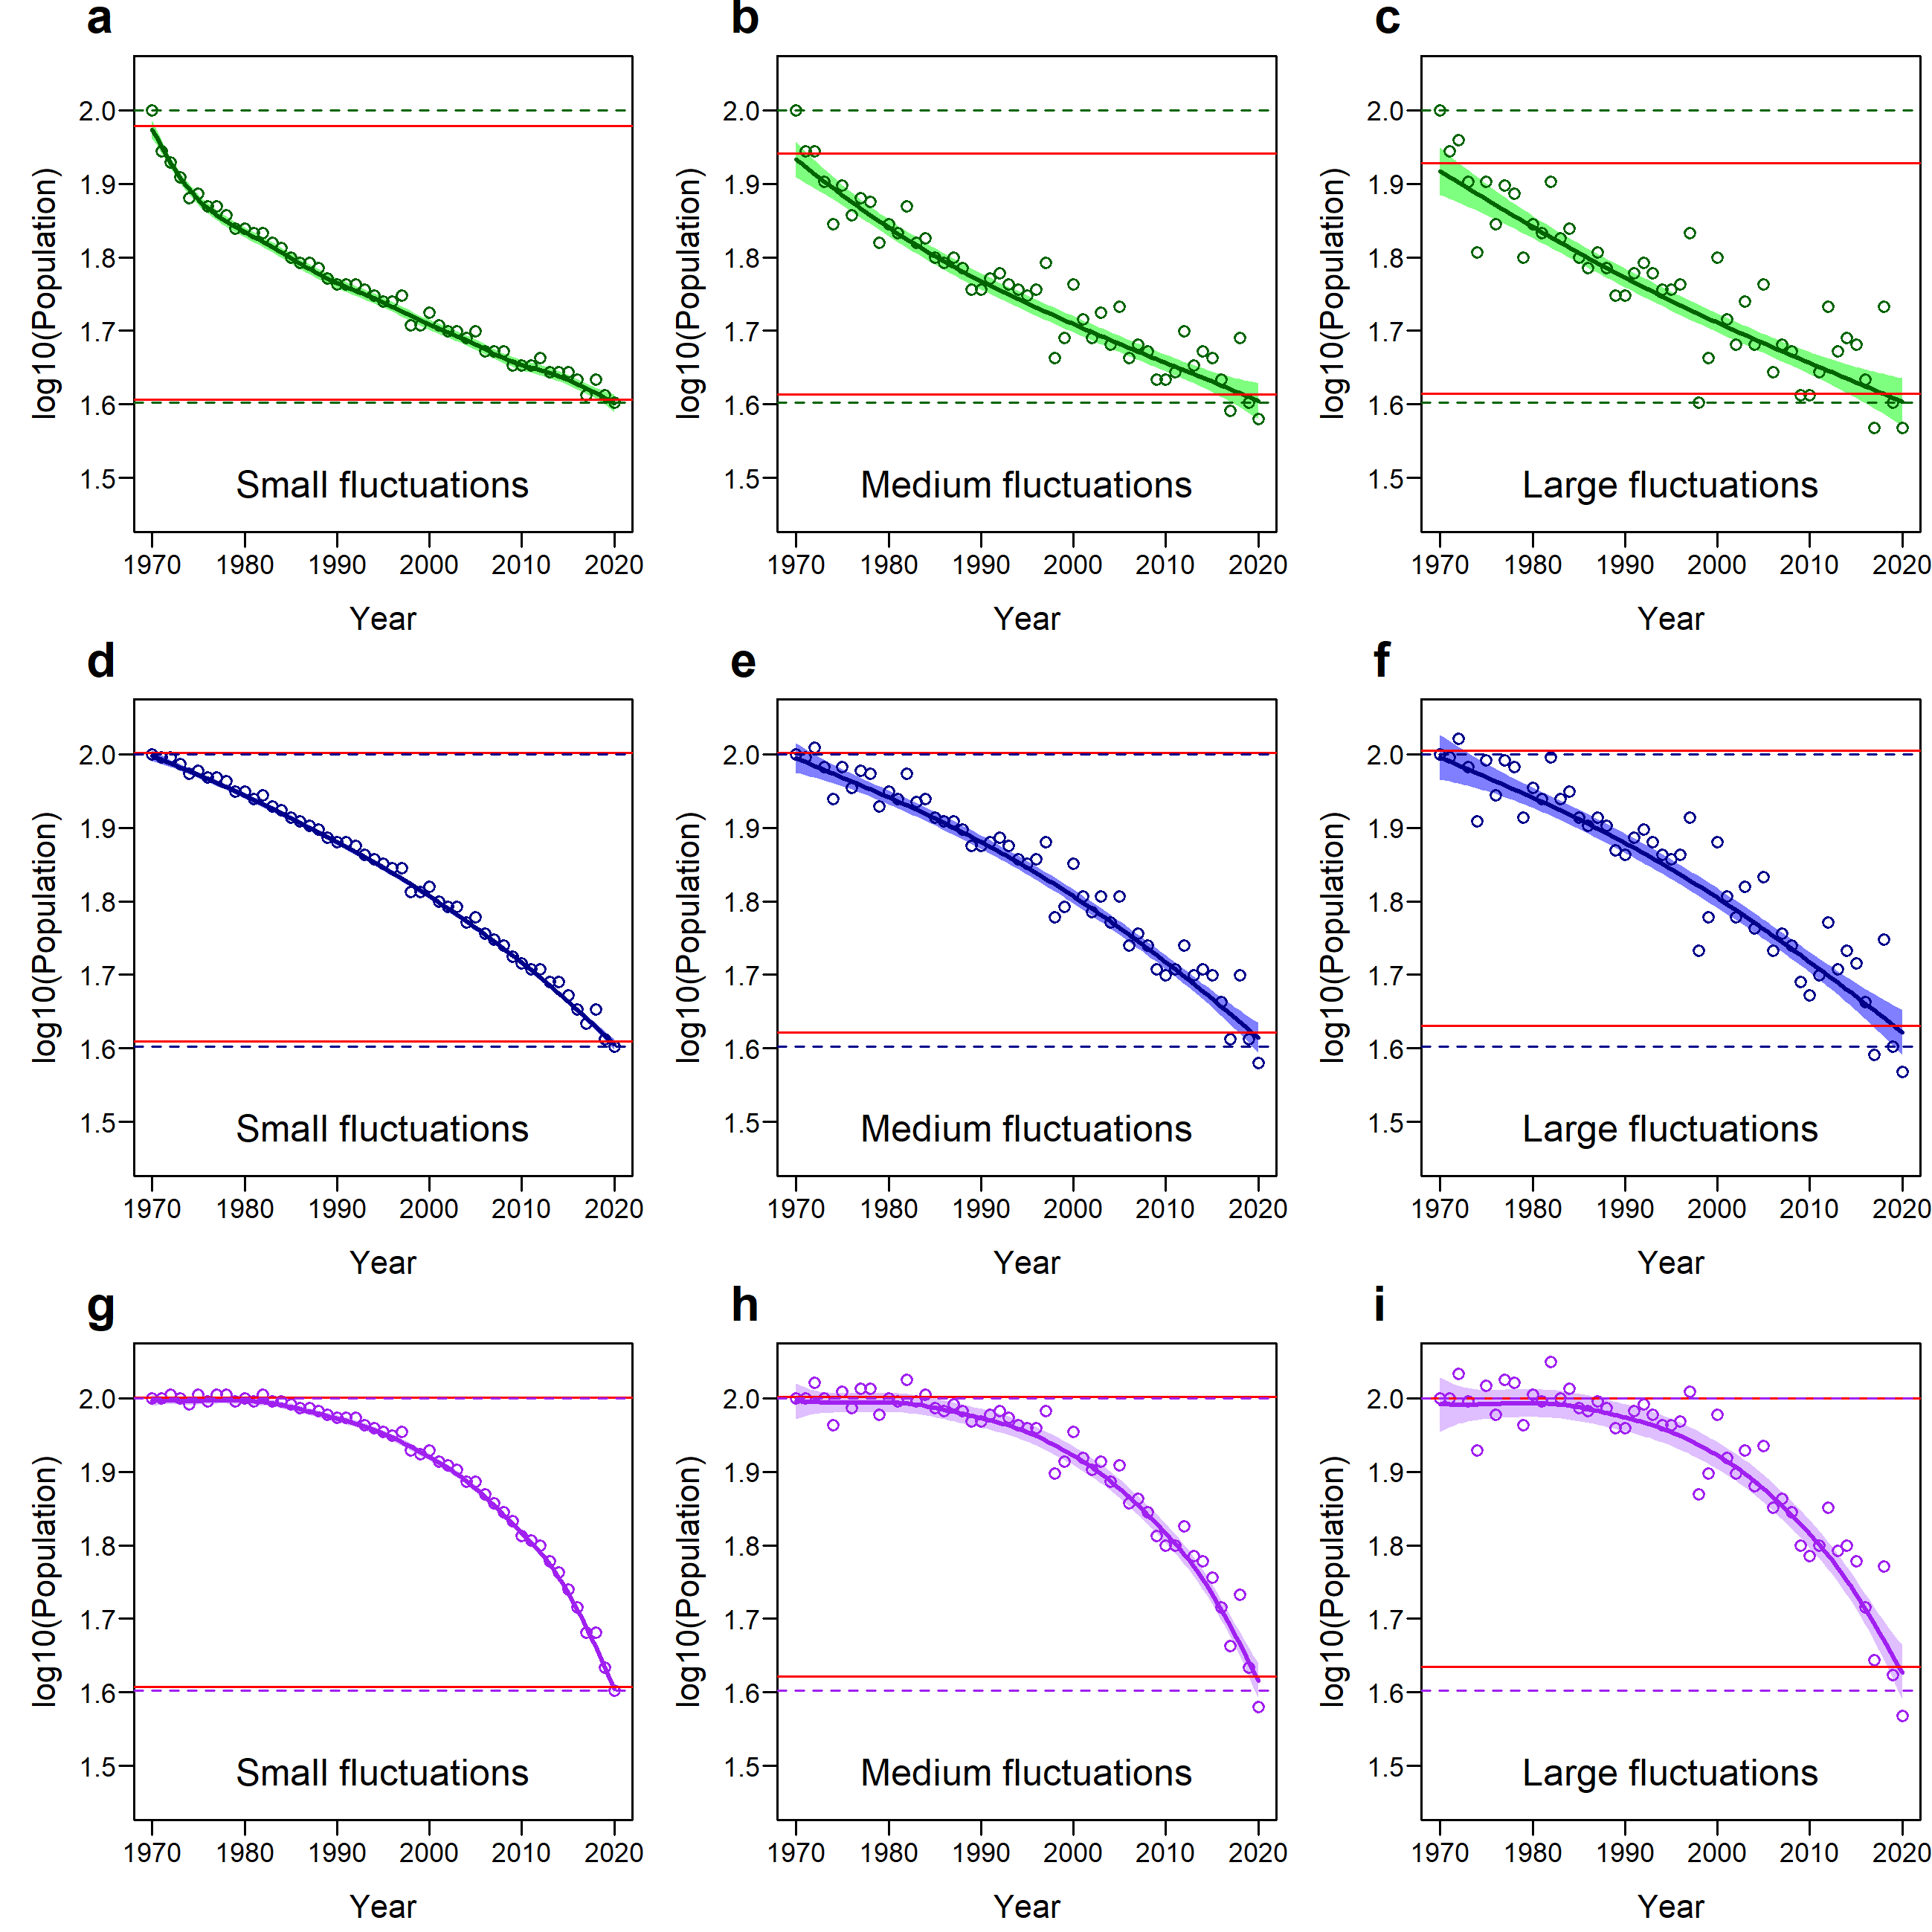 a b c
log10(Population) log10(Population) log10(Population)
2.0 2.0 2.0
1.9 1.9 1.9
1.8 1.8 1.8
1.7 1.7 1.7
1.6 1.6 1.6
1.5 1.5 1.5
Small fluctuations Medium fluctuations Large fluctuations
1970 1980 1990 2000 2010 2020 1970 1980 1990 2000 2010 2020 1970 1980 1990 2000 2010 2020
Year Year Year
d e f
log10(Population) log10(Population) log10(Population)
2.0 2.0 2.0
1.9 1.9 1.9
1.8 1.8 1.8
1.7 1.7 1.7
1.6 1.6 1.6
1.5 1.5 1.5
Small fluctuations Medium fluctuations Large fluctuations
1970 1980 1990 2000 2010 2020 1970 1980 1990 2000 2010 2020 1970 1980 1990 2000 2010 2020
Year Year Year
g h i
log10(Population) log10(Population) log10(Population)
2.0 2.0 2.0
1.9 1.9 1.9
1.8 1.8 1.8
1.7 1.7 1.7
1.6 1.6 1.6
1.5 1.5 1.5
Small fluctuations Medium fluctuations Large fluctuations
1970 1980 1990 2000 2010 2020 1970 1980 1990 2000 2010 2020 1970 1980 1990 2000 2010 2020
Year Year Year